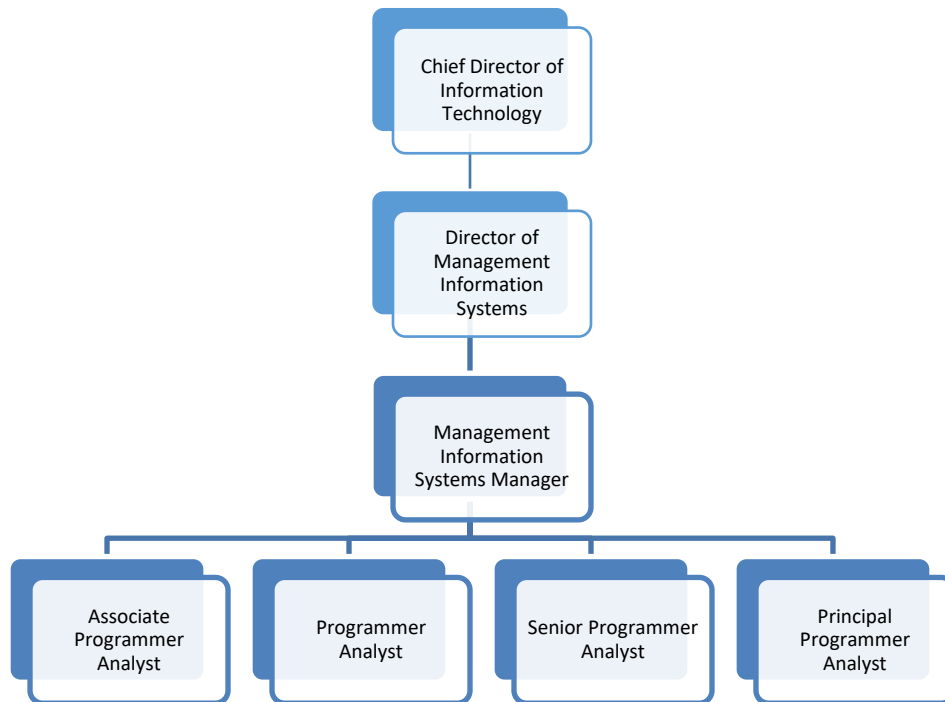 Chief Director of
Information
Technology
Director of
Management
Information
Systems
Management
Information
Systems Manager
Associate
Programmer
Analyst
Programmer
Analyst
Senior Programmer
Analyst
Principal
Programmer
Analyst